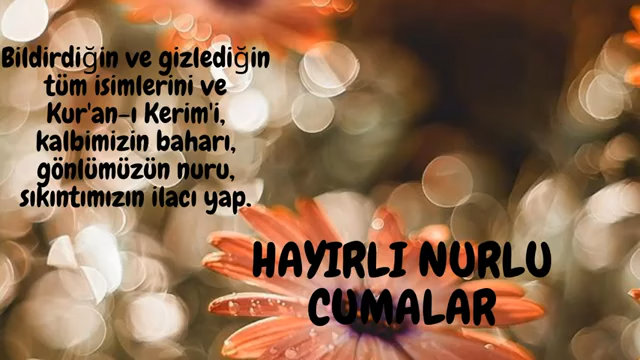 Bildirdiğin ve gizlediğin
tüm isimlerini ve
Kur'an-ı Kerim'i,
kalbimizin baharı,
gönlümüzün nuru,
sıkıntımızın ilacı yap.
HAYIRLI NURLU
CUMALAR